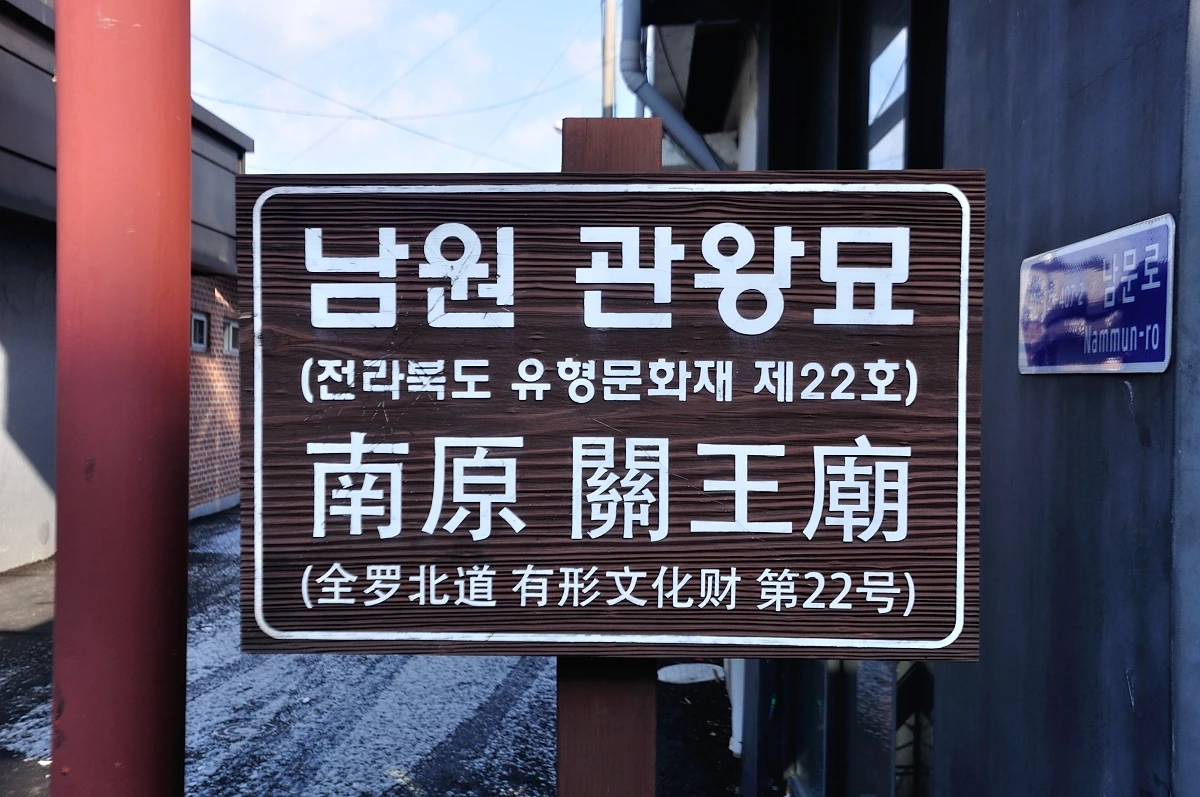 남원 관왕묘
(전라북도 유형문화재 제22호)
南原 關王廟
(全罗北道 有形文化财 第22号)
남문로
407-2
Nammun-ro